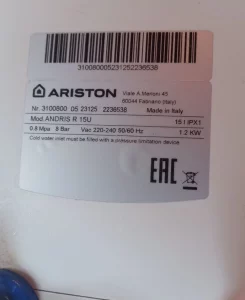 310080005231252236538
ARISTON
Viale A.Merloni 45
60044 Fabriano (Italy)
Nr. 3100800 05 23125 2236538
Made in Italy
Mod ANDRIS R 15U
15 l IPX1
0.8 Mpa 8 Bar Vac 220-240 50/60 Hz
1.2 KW
Cold water inlet must be fitted with a pressure limitation device
EAC